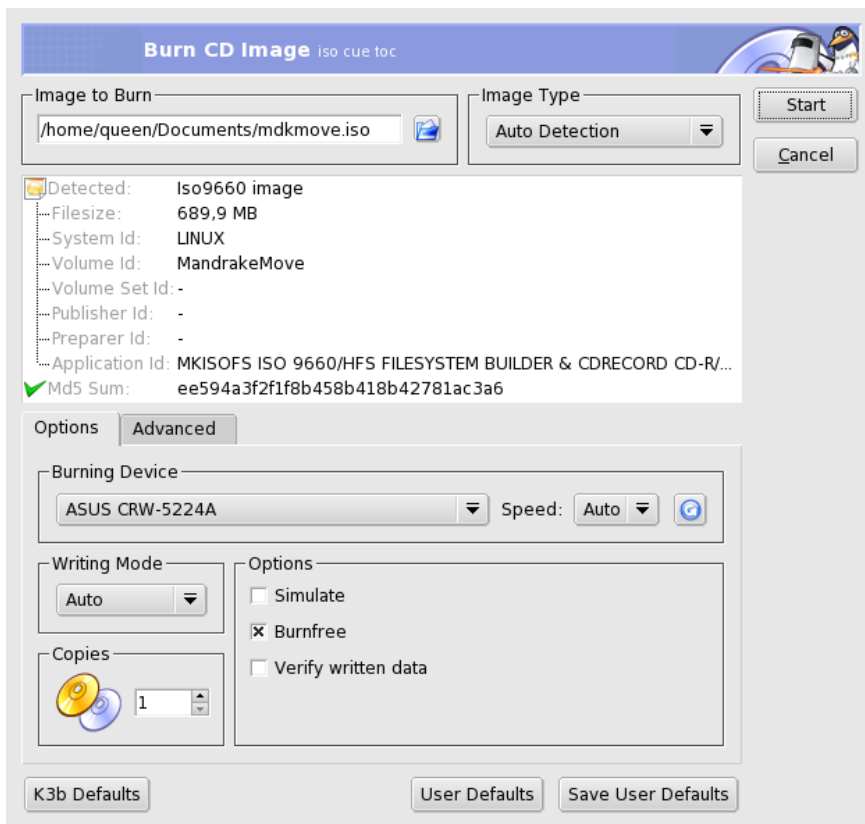 Burn CD Image iso cue toc
Image to Burn
/home/queen/Documents/mdkmove.iso
Image Type
Auto Detection
Start
Cancel
Detected: Iso9660 image
Filesize: 689,9 MB
System Id: LINUX
Volume Id: MandrakeMove
Volume Set Id: -
Publisher Id: -
Preparer Id: -
Application Id: MKISOFS ISO 9660/HFS FILESYSTEM BUILDER & CDRECORD CD-R/...
Md5 Sum: ee594a3f2f1f8b458b418b42781ac3a6
Options Advanced
Burning Device
ASUS CRW-5224A Speed: Auto
Writing Mode
Auto
Options
Simulate
Burnfree
Verify written data
Copies
1
K3b Defaults User Defaults Save User Defaults